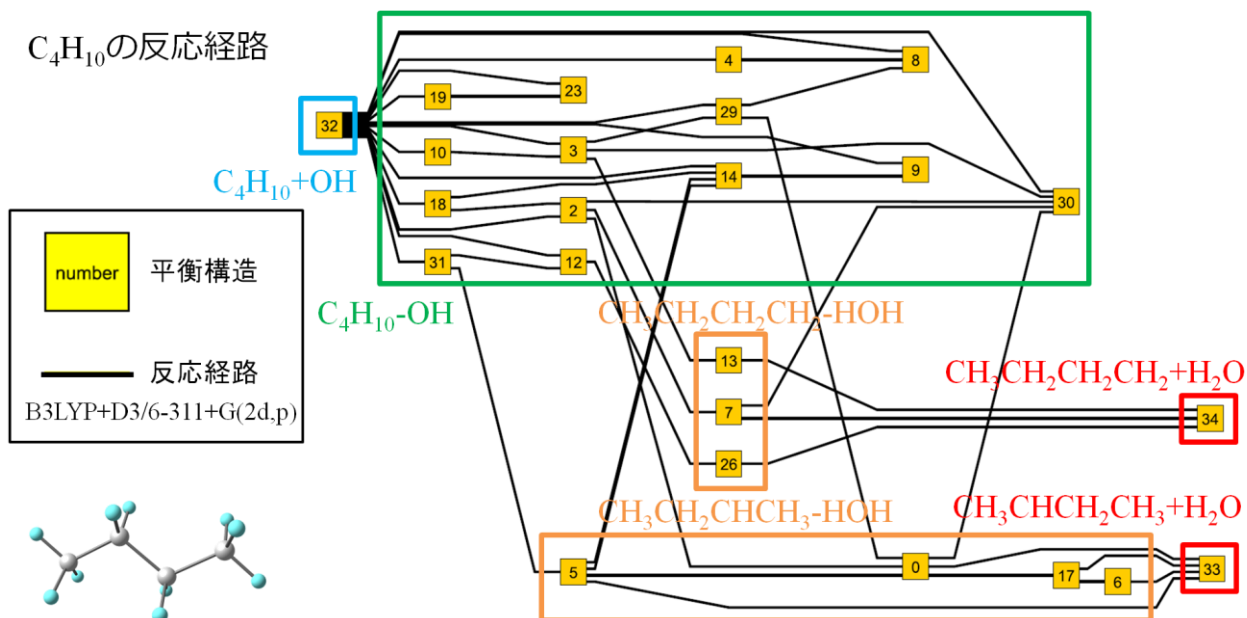 C₄H₁₀の反応経路
4
8
23
19
29
32
10
3
9
14
C₄H₁₀+OH
30
18
2
31
12
number 平衡構造
C₄H₁₀-OH
CH₃CH₂CH₂CH₂-HOH
13
反応経路
CH₃CH₂CH₂CH₂+H₂O
B3LYP+D3/6-311+G(2d,p)
7
34
26
CH₃CH₂CHCH₃-HOH
CH₃CHCH₂CH₃+H₂O
5
0
17
6
33